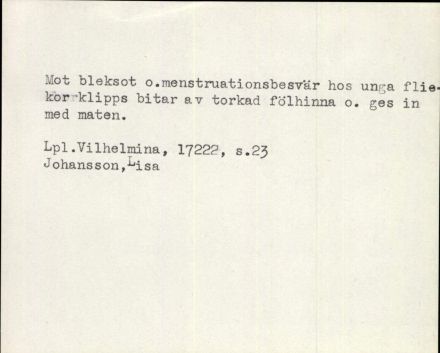 Mot bleksot o.menstruationsbesvär hos unga flie-
kor klipps bitar av torkad fölhinna o. ges in
med maten.
Lpl.Vilhelmina, 17222, s.23
Johansson,Lisa